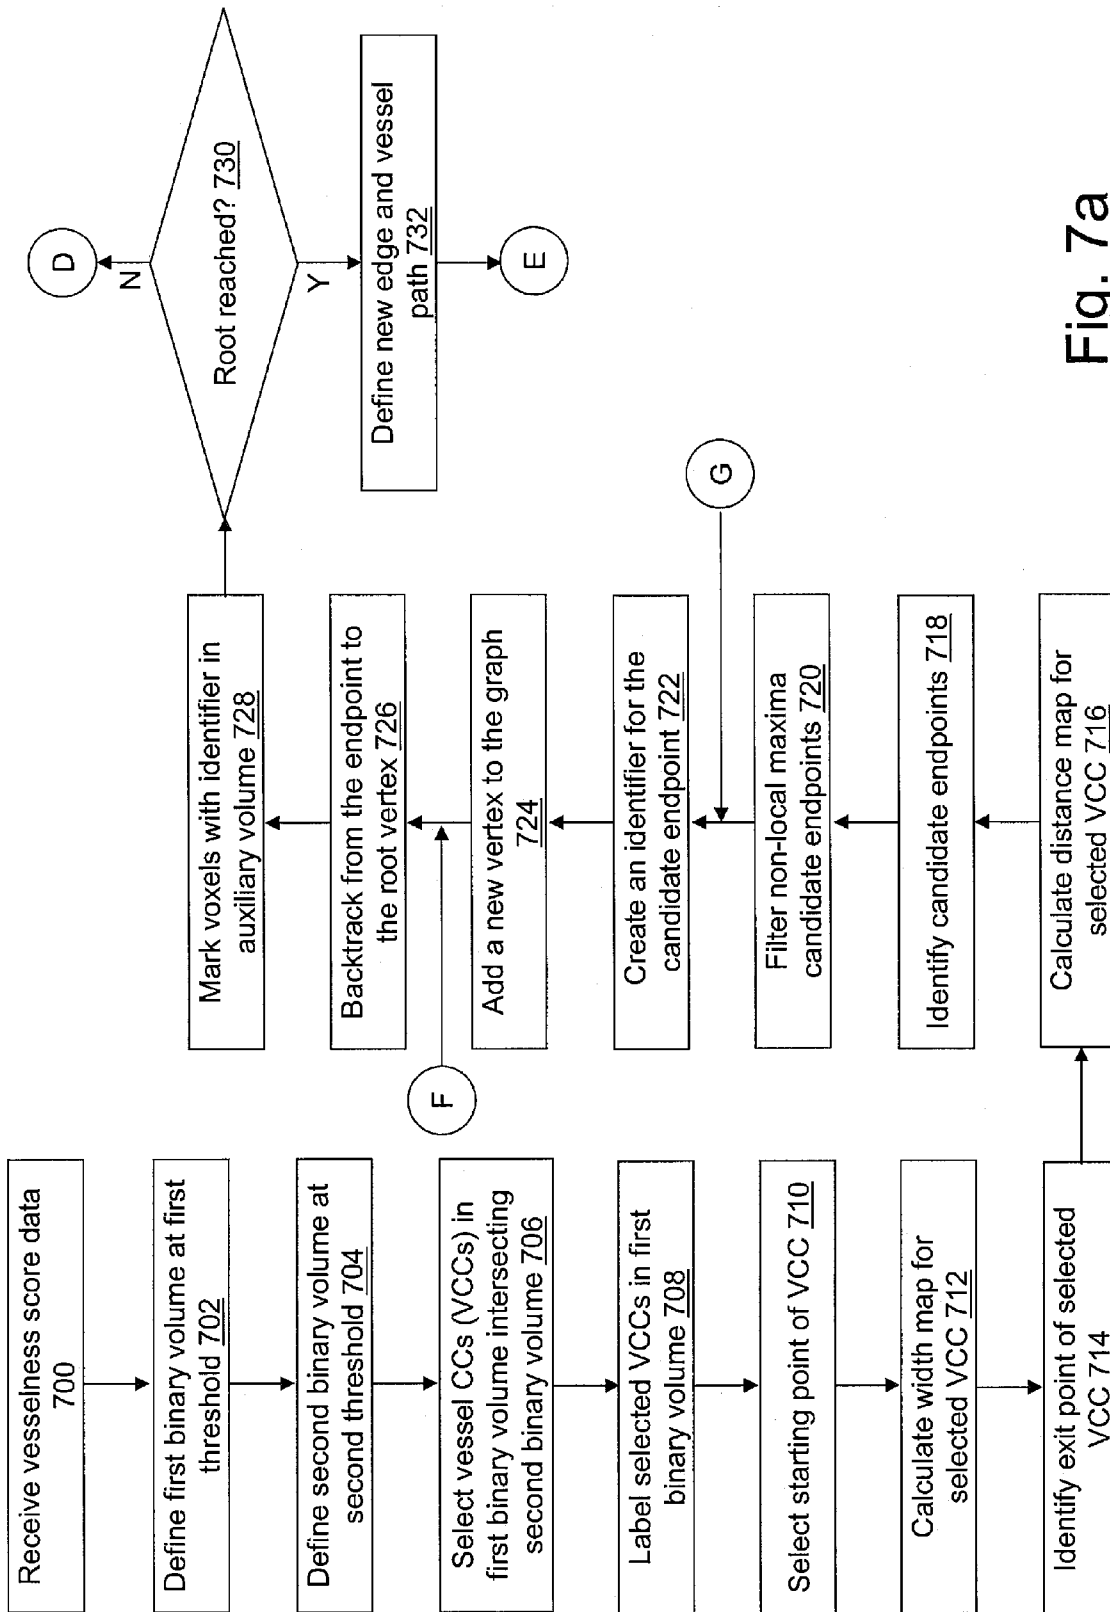 Receive vesselness score data
700
Define first binary volume at first
threshold 702
Define second binary volume at
second threshold 704
Select vessel CCs (VCCs) in
first binary volume intersecting
second binary volume 706
Label selected VCCs in first
binary volume 708
Select starting point of VCC 710
Calculate width map for
selected VCC 712
Identify exit point of selected
VCC 714
Calculate distance map for
selected VCC 716
Identify candidate endpoints 718
Filter non-local maxima
candidate endpoints 720
G
Create an identifier for the
candidate endpoint 722
Add a new vertex to the graph
724
F
Backtrack from the endpoint to
the root vertex 726
Mark voxels with identifier in
auxiliary volume 728
Root reached? 730
N
D
Y
Define new edge and vessel
path 732
E
Fig. 7a